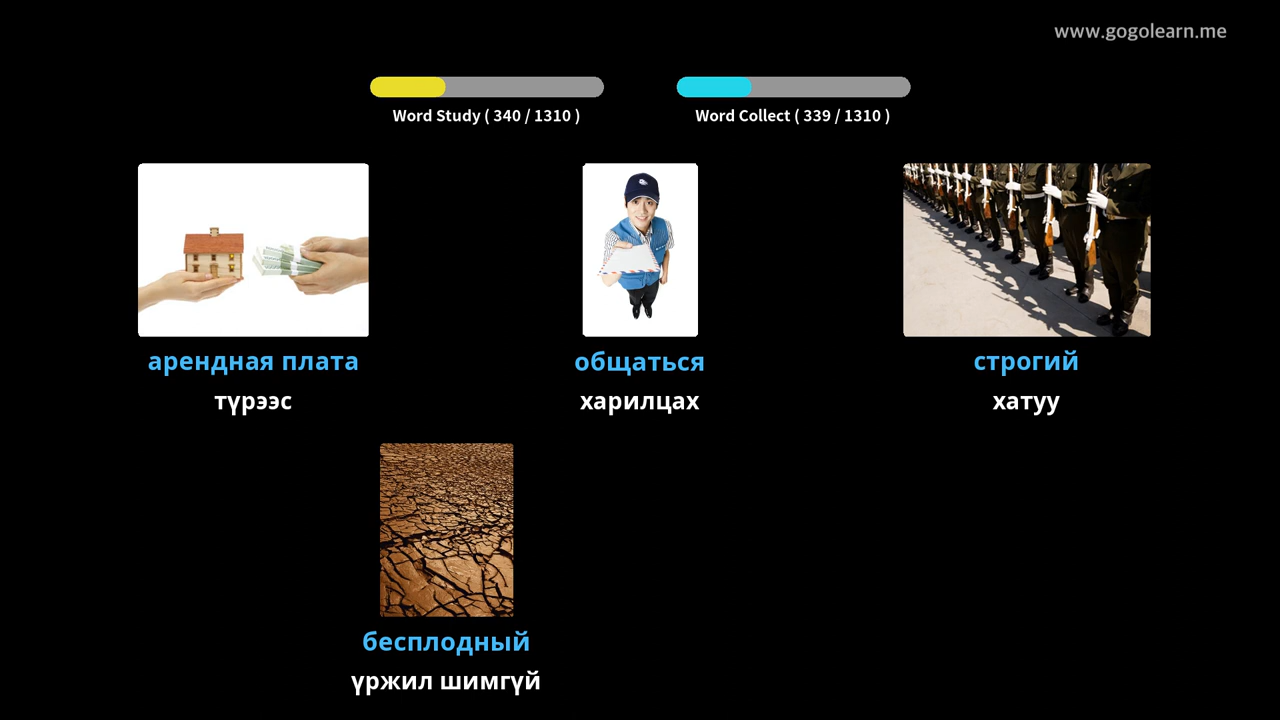 www.gogolearn.me
Word Study ( 340 / 1310 )
Word Collect ( 339 / 1310 )
арендная плата
түрээс
общаться
харилцах
строгий
хатуу
бесплодный
үржил шимгүй